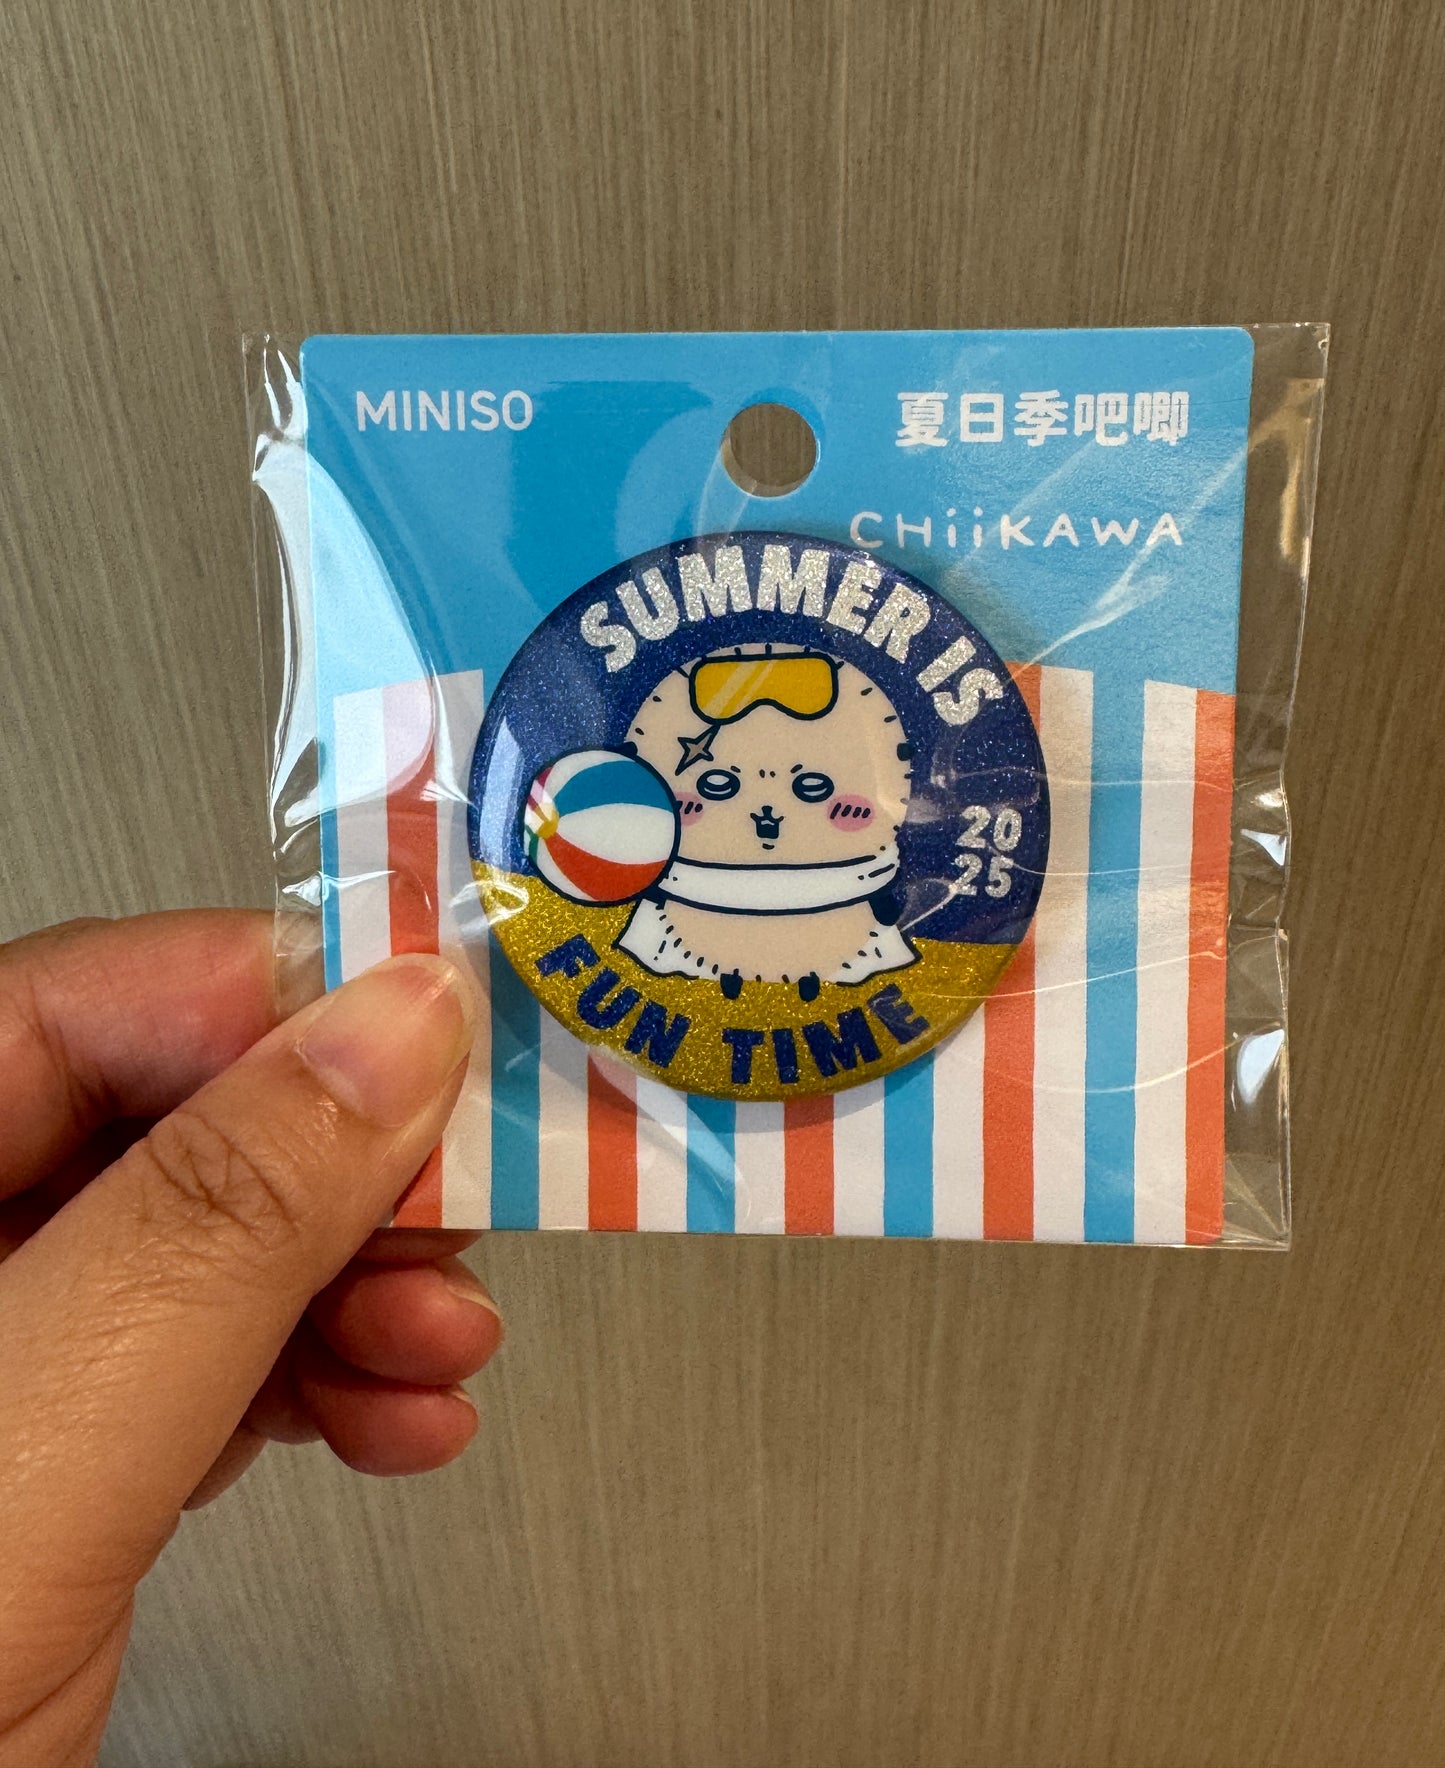 MINISO
夏日季吧唧
CHiiKAWA
SUMMER IS
20
25
FUN TIME